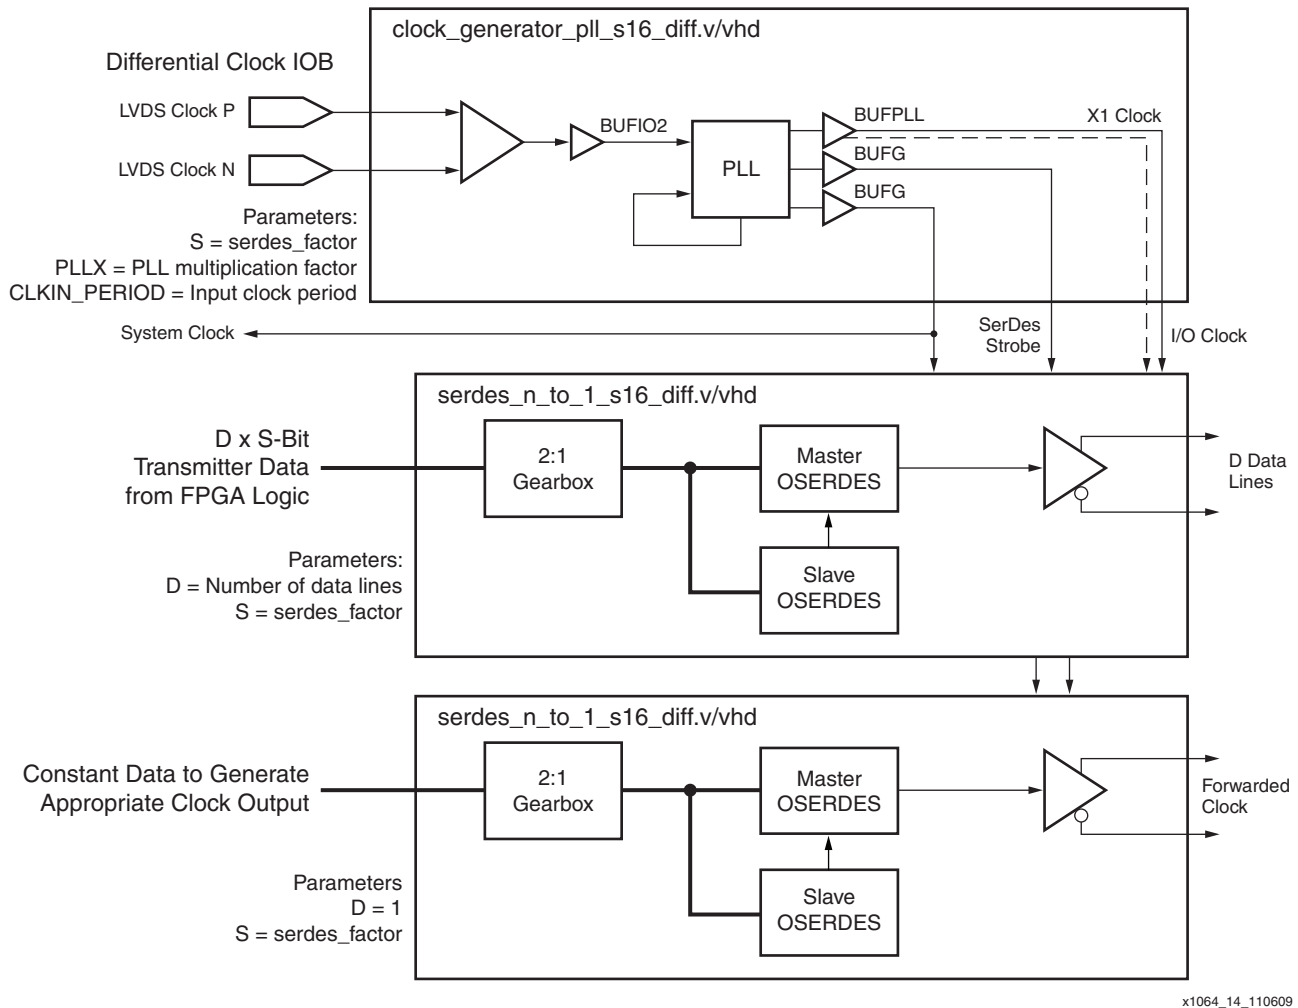 clock_generator_pll_s16_diff.v/vhd
Differential Clock IOB
LVDS Clock P
LVDS Clock N
BUFIO2
PLL
BUFPLL
X1 Clock
BUFG
BUFG
Parameters:
S = serdes_factor
PLLX = PLL multiplication factor
CLKIN_PERIOD = Input clock period
System Clock
SerDes
Strobe
I/O Clock
serdes_n_to_1_s16_diff.v/vhd
D x S-Bit
Transmitter Data
from FPGA Logic
2:1
Gearbox
Master
OSERDES
D Data
Lines
Slave
OSERDES
Parameters:
D = Number of data lines
S = serdes_factor
serdes_n_to_1_s16_diff.v/vhd
Constant Data to Generate
Appropriate Clock Output
2:1
Gearbox
Master
OSERDES
Forwarded
Clock
Slave
OSERDES
Parameters
D = 1
S = serdes_factor
x1064_14_110609